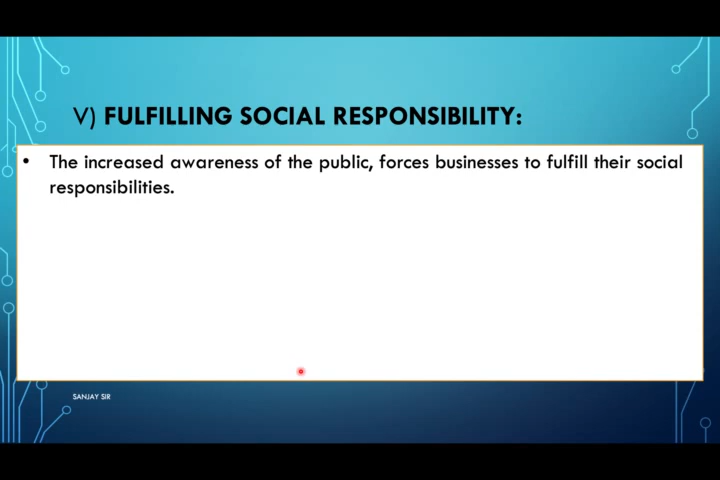 V) FULFILLING SOCIAL RESPONSIBILITY:
• The increased awareness of the public, forces businesses to fulfill their social
responsibilities.
SANJAY SIR